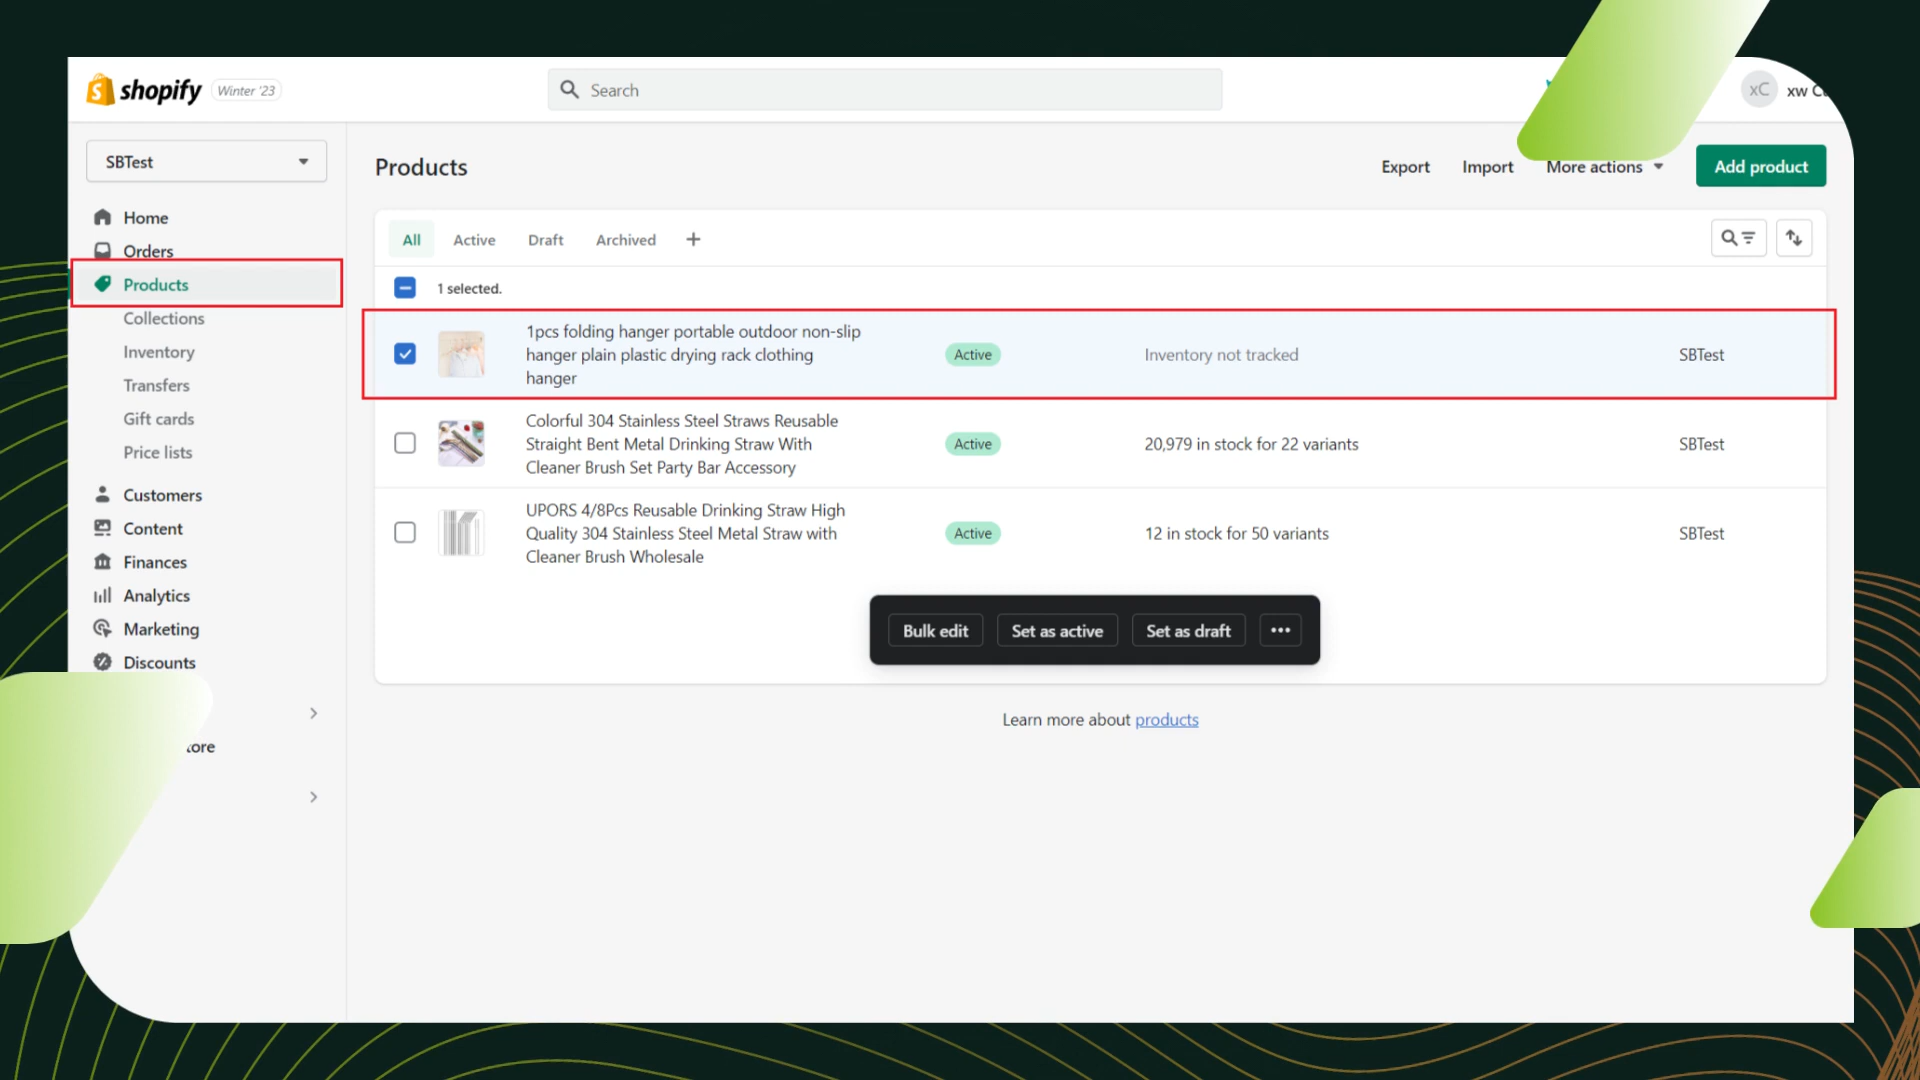 shopify Winter '23
Search
xC xw
SBTest
Products
Export Import More actions Add product
Home
Orders
Products
Collections
Inventory
Transfers
Gift cards
Price lists
Customers
Content
Finances
Analytics
Marketing
Discounts
All Active Draft Archived +
1 selected.
1pcs folding hanger portable outdoor non-slip
hanger plain plastic drying rack clothing
hanger
Active
Inventory not tracked
SBTest
Colorful 304 Stainless Steel Straws Reusable
Straight Bent Metal Drinking Straw With
Cleaner Brush Set Party Bar Accessory
Active
20,979 in stock for 22 variants
SBTest
UPORS 4/8Pcs Reusable Drinking Straw High
Quality 304 Stainless Steel Metal Straw with
Cleaner Brush Wholesale
Active
12 in stock for 50 variants
SBTest
Bulk edit Set as active Set as draft •••
Learn more about products